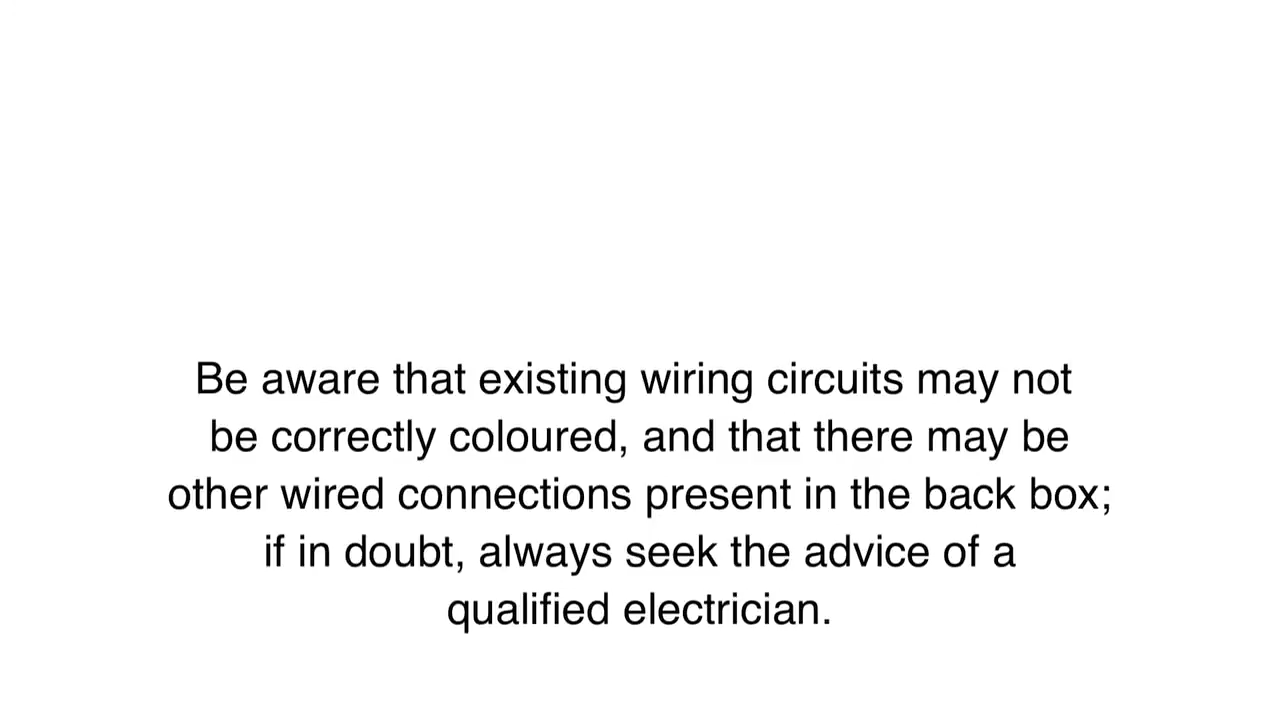 Be aware that existing wiring circuits may not
be correctly coloured, and that there may be
other wired connections present in the back box;
if in doubt, always seek the advice of a
qualified electrician.